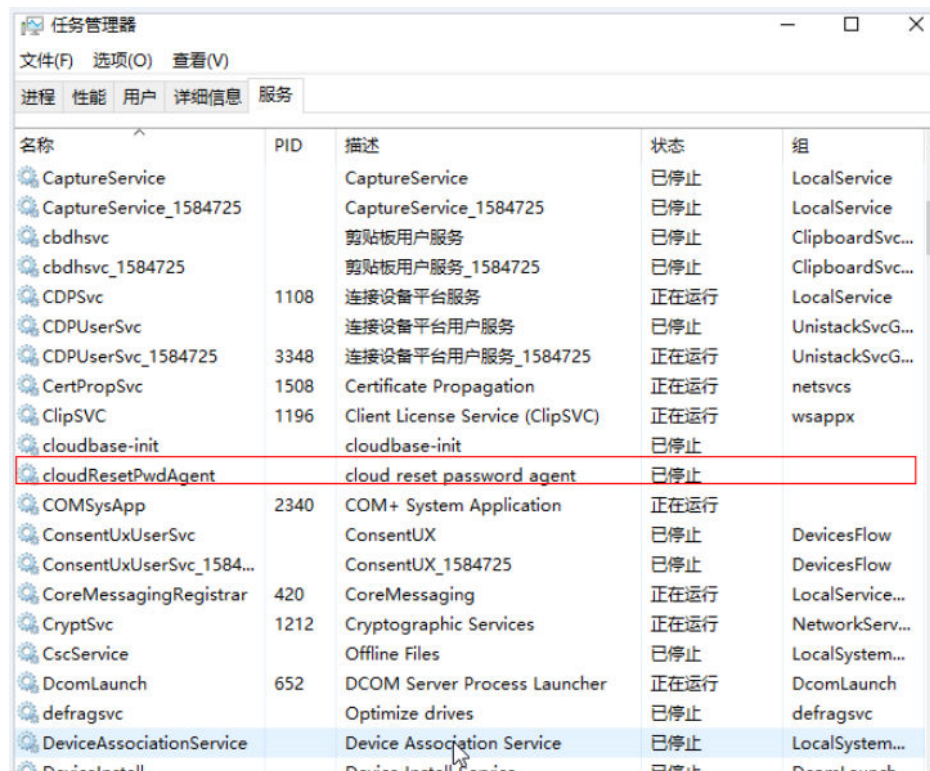 任务管理器
文件(F) 选项(O) 查看(V)
进程 性能 用户 详细信息 服务
名称 PID 描述 状态 组
CaptureService CaptureService 已停止 LocalService
CaptureService_1584725 CaptureService_1584725 已停止 LocalService
cbdhsvc 剪贴板用户服务 已停止 ClipboardSvc...
cbdhsvc_1584725 剪贴板用户服务_1584725 已停止 ClipboardSvc...
CDPSvc 1108 连接设备平台服务 正在运行 LocalService
CDPUserSvc 连接设备平台用户服务 已停止 UnistackSvcG...
CDPUserSvc_1584725 3348 连接设备平台用户服务_1584725 正在运行 UnistackSvcG...
CertPropSvc 1508 Certificate Propagation 正在运行 netsvcs
ClipSVC 1196 Client License Service (ClipSVC) 正在运行 wsappx
cloudbase-init cloudbase-init 已停止
cloudResetPwdAgent cloud reset password agent 已停止
COMSysApp 2340 COM+ System Application 正在运行
ConsentUxUserSvc ConsentUX 已停止 DevicesFlow
ConsentUxUserSvc_1584... ConsentUX_1584725 已停止 DevicesFlow
CoreMessagingRegistrar 420 CoreMessaging 正在运行 LocalService...
CryptSvc 1212 Cryptographic Services 正在运行 NetworkServ...
CscService Offline Files 已停止 LocalSystem...
DcomLaunch 652 DCOM Server Process Launcher 正在运行 DcomLaunch
defragsvc Optimize drives 已停止 defragsvc
DeviceAssociationService Device Association Service 已停止 LocalSystem...
DeviceInstall Device Install Service 已停止 DcomLaunch